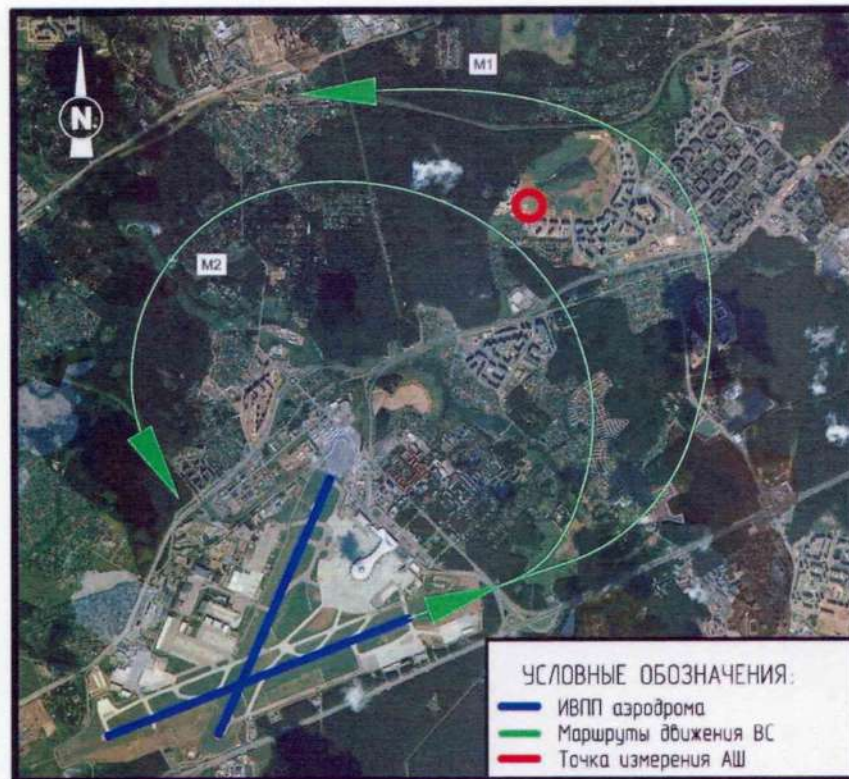 M1
N
M2
УСЛОВНЫЕ ОБОЗНАЧЕНИЯ:
ИВПП аэродрома
Маршруты движения ВС
Точка измерения АШ